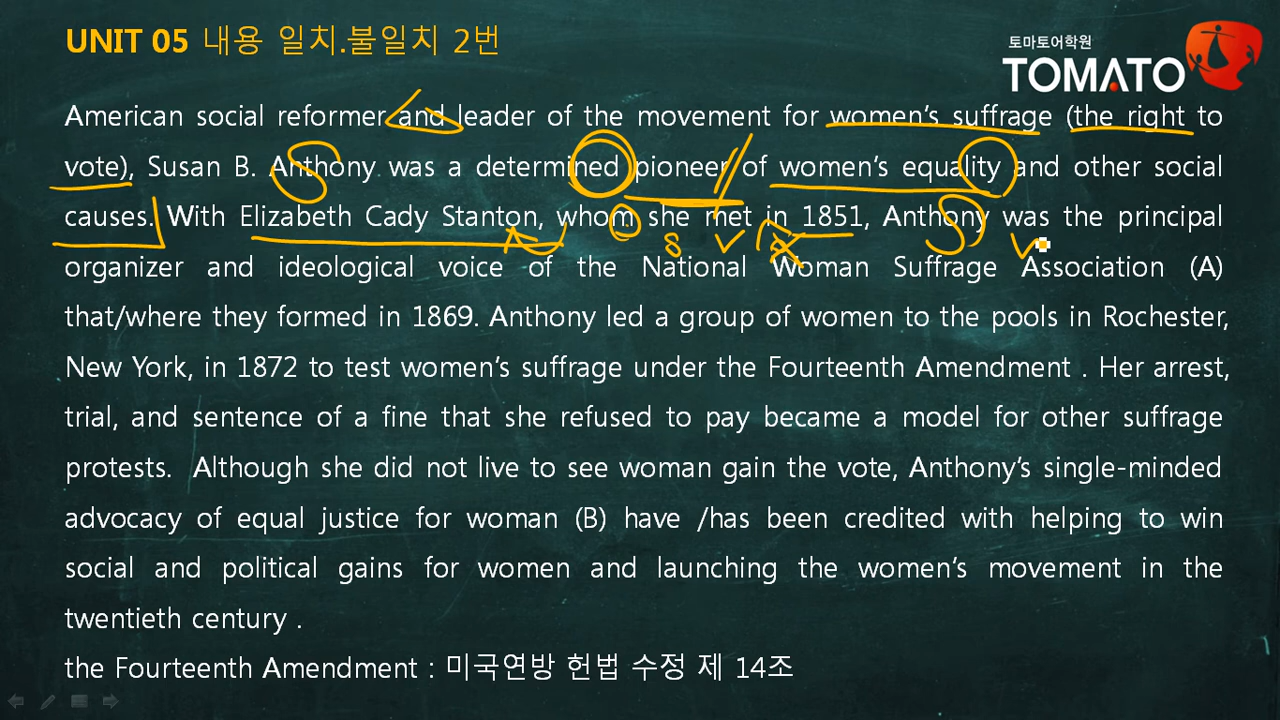 UNIT 05 내용 일치.불일치 2번
토마토어학원
TOMATO
American social reformer and leader of the movement for women's suffrage (the right to
vote), Susan B. Anthony was a determined pioneer of women's equality and other social
causes. With Elizabeth Cady Stanton, whom she met in 1851, Anthony was the principal
organizer and ideological voice of the National Woman Suffrage Association (A)
that/where they formed in 1869. Anthony led a group of women to the pools in Rochester,
New York, in 1872 to test women's suffrage under the Fourteenth Amendment . Her arrest,
trial, and sentence of a fine that she refused to pay became a model for other suffrage
protests. Although she did not live to see woman gain the vote, Anthony's single-minded
advocacy of equal justice for woman (B) have /has been credited with helping to win
social and political gains for women and launching the women's movement in the
twentieth century .
the Fourteenth Amendment : 미국연방 헌법 수정 제 14조